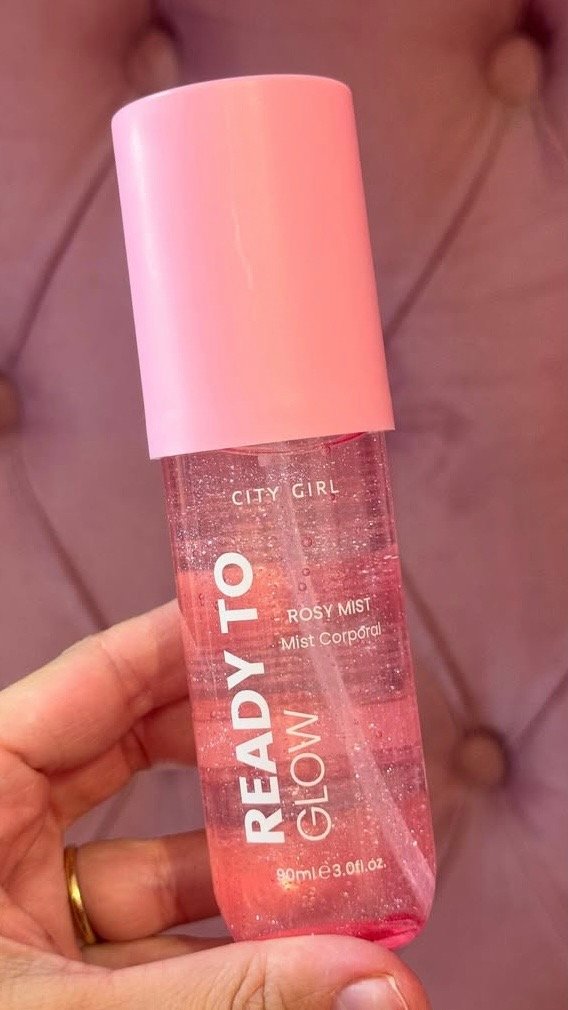 CITY GIRL
READY TO
GLOW
ROSY MIST
Mist Corporal
90ml ℮ 3.0fl.oz.